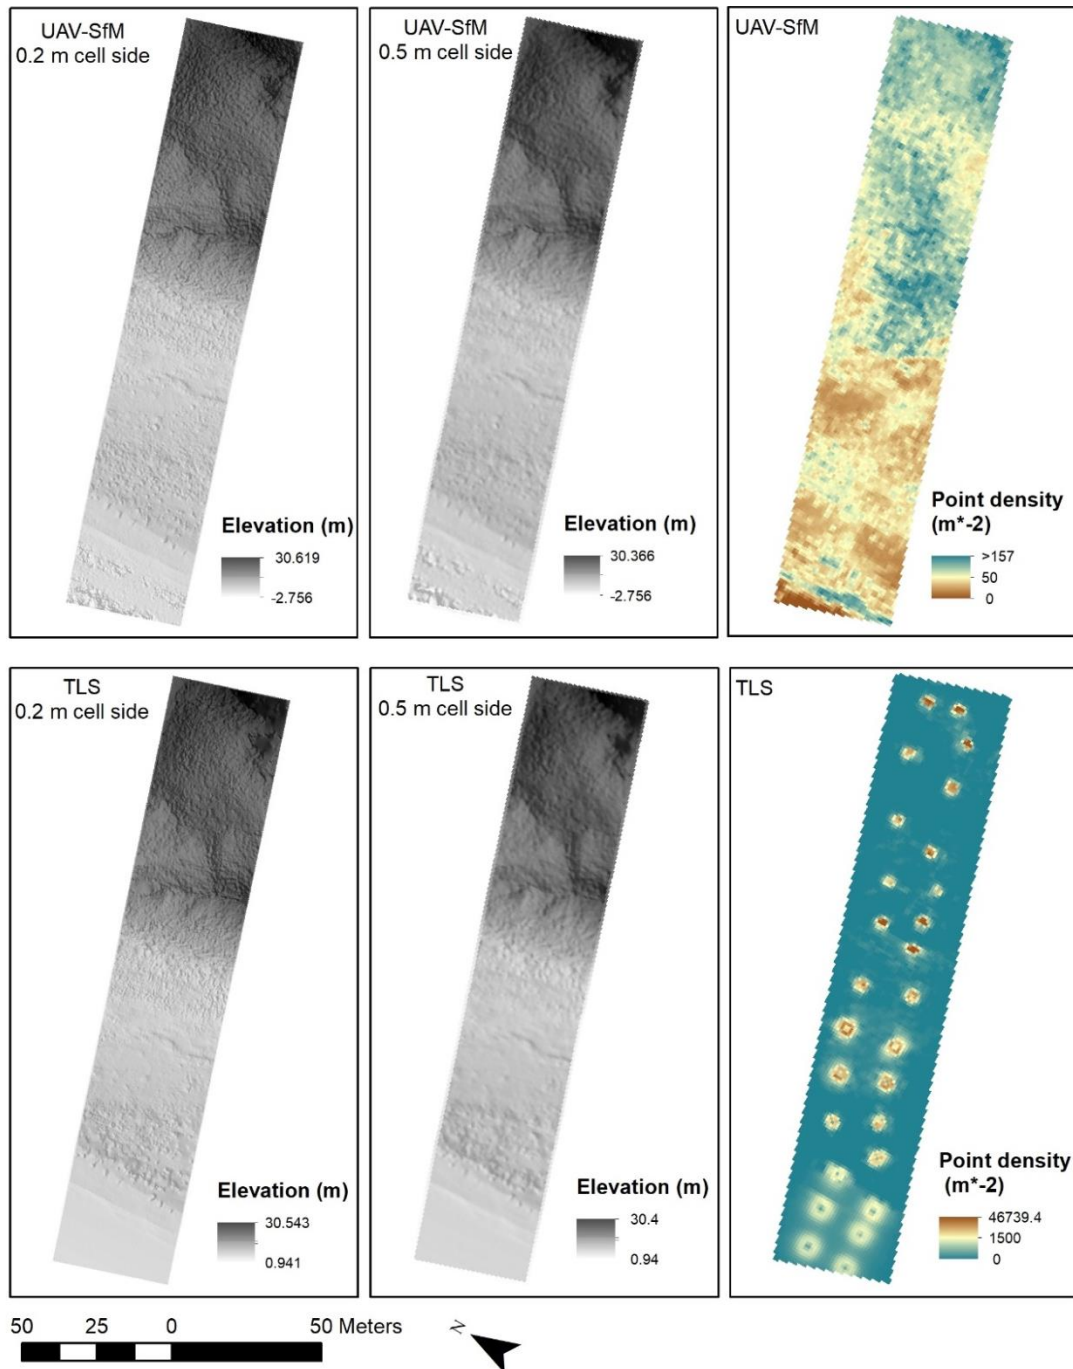 UAV-SfM
0.2 m cell side
Elevation (m)
30.619
-2.756
UAV-SfM
0.5 m cell side
Elevation (m)
30.366
-2.756
UAV-SfM
Point density
(m*-2)
>157
50
0
TLS
0.2 m cell side
Elevation (m)
30.543
0.941
TLS
0.5 m cell side
Elevation (m)
30.4
0.94
TLS
Point density
(m*-2)
46739.4
1500
0
50 25 0 50 Meters
N